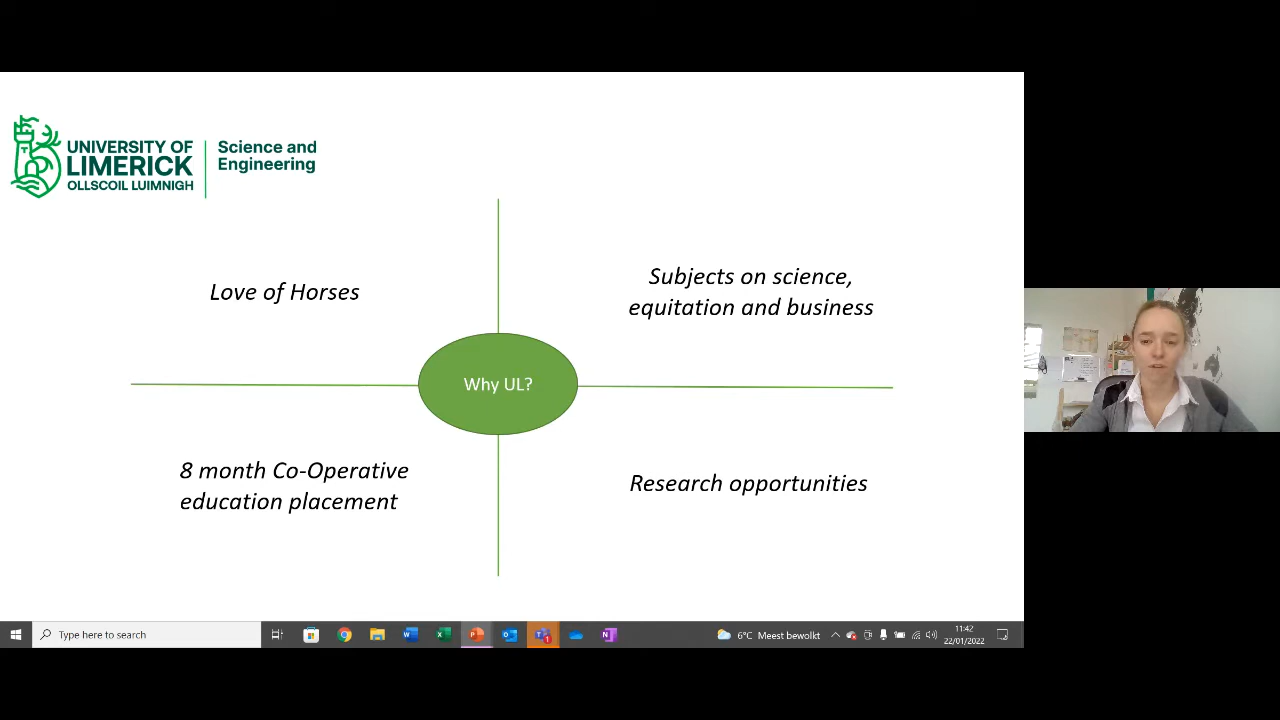 UNIVERSITY OF
LIMERICK
OLLSCOIL LUIMNIGH
Science and
Engineering
Love of Horses
Subjects on science,
equitation and business
Why UL?
8 month Co-Operative
education placement
Research opportunities
Type here to search
6°C Meest bewolkt
11:42
22/01/2022